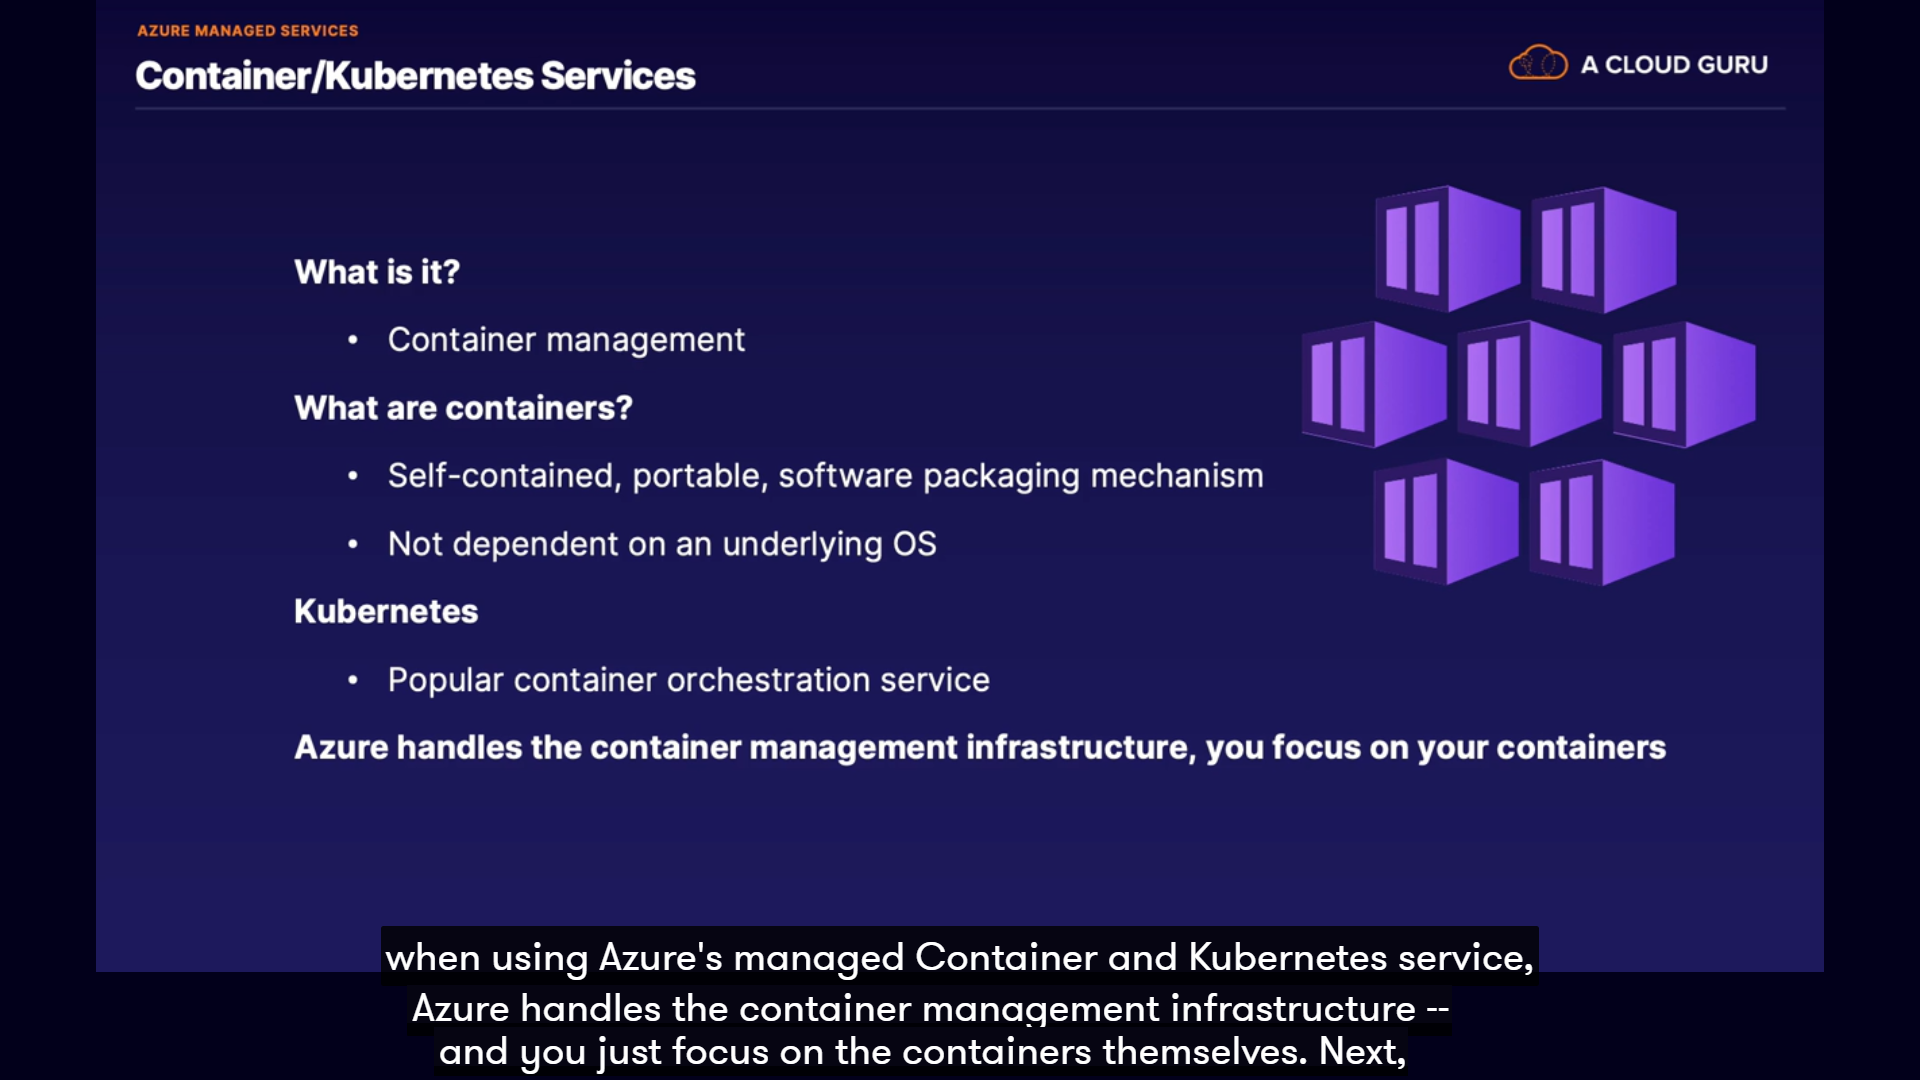 AZURE MANAGED SERVICES
Container/Kubernetes Services
A CLOUD GURU
What is it?
• Container management
What are containers?
• Self-contained, portable, software packaging mechanism
• Not dependent on an underlying OS
Kubernetes
• Popular container orchestration service
Azure handles the container management infrastructure, you focus on your containers
when using Azure's managed Container and Kubernetes service,
Azure handles the container management infrastructure --
and you just focus on the containers themselves. Next,